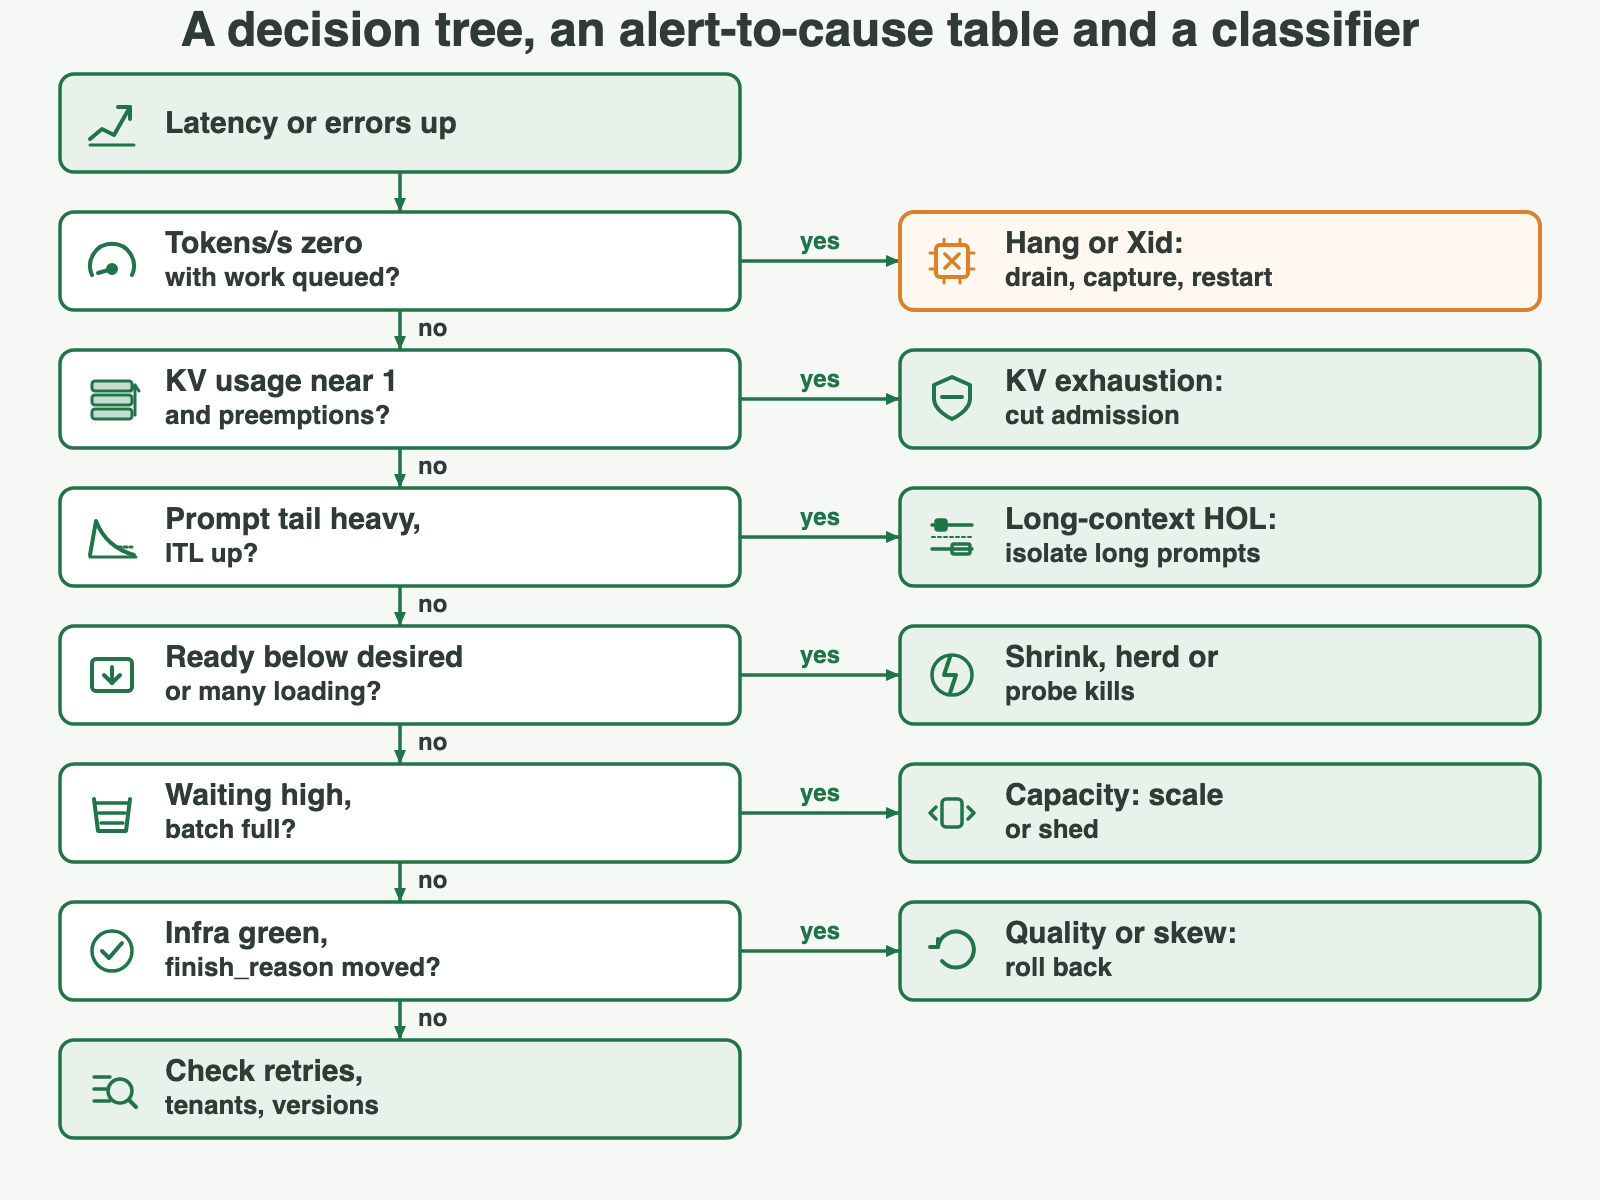 A decision tree, an alert-to-cause table and a classifier
Latency or errors up
Tokens/s zero
with work queued?
yes
Hang or Xid:
drain, capture, restart
no
KV usage near 1
and preemptions?
yes
KV exhaustion:
cut admission
no
Prompt tail heavy,
ITL up?
yes
Long-context HOL:
isolate long prompts
no
Ready below desired
or many loading?
yes
Shrink, herd or
probe kills
no
Waiting high,
batch full?
yes
Capacity: scale
or shed
no
Infra green,
finish_reason moved?
yes
Quality or skew:
roll back
no
Check retries,
tenants, versions